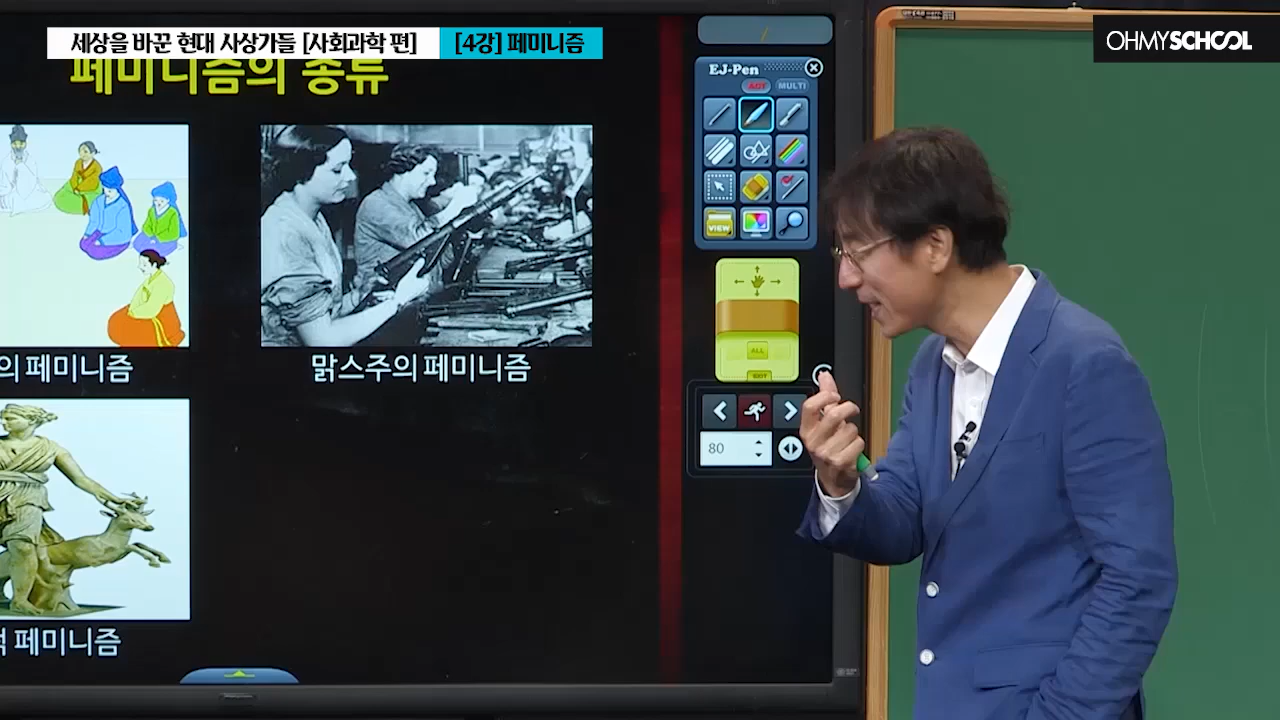 세상을 바꾼 현대 사상가들 [사회과학 편]
[4강] 페미니즘
OHMYSCHOOL
페미니즘의 종류
EJ-Pen
MULTI
VIEW
의 페미니즘
맑스주의 페미니즘
ALL
80
페미니즘